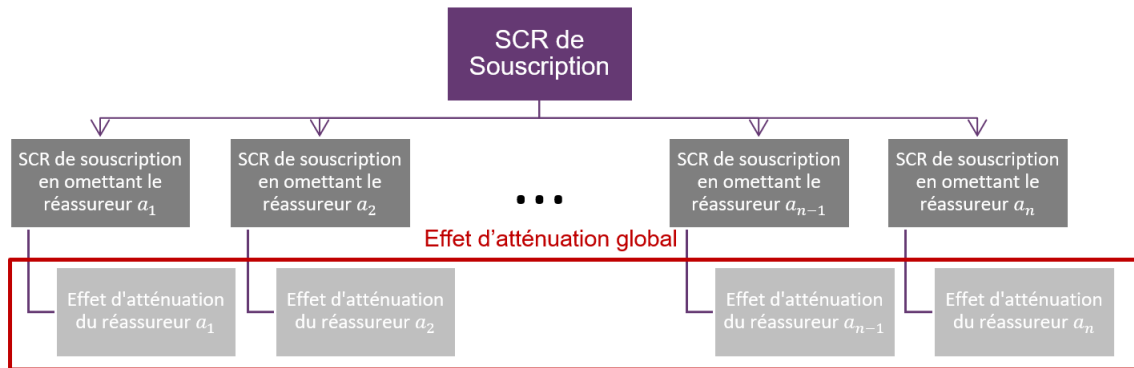 SCR de
Souscription
SCR de souscription
en omettant le
réassureur a₁
SCR de souscription
en omettant le
réassureur a₂
...
SCR de souscription
en omettant le
réassureur aₙ₋₁
SCR de souscription
en omettant le
réassureur aₙ
Effet d’atténuation global
Effet d'atténuation
du réassureur a₁
Effet d'atténuation
du réassureur a₂
Effet d'atténuation
du réassureur aₙ₋₁
Effet d'atténuation
du réassureur aₙ